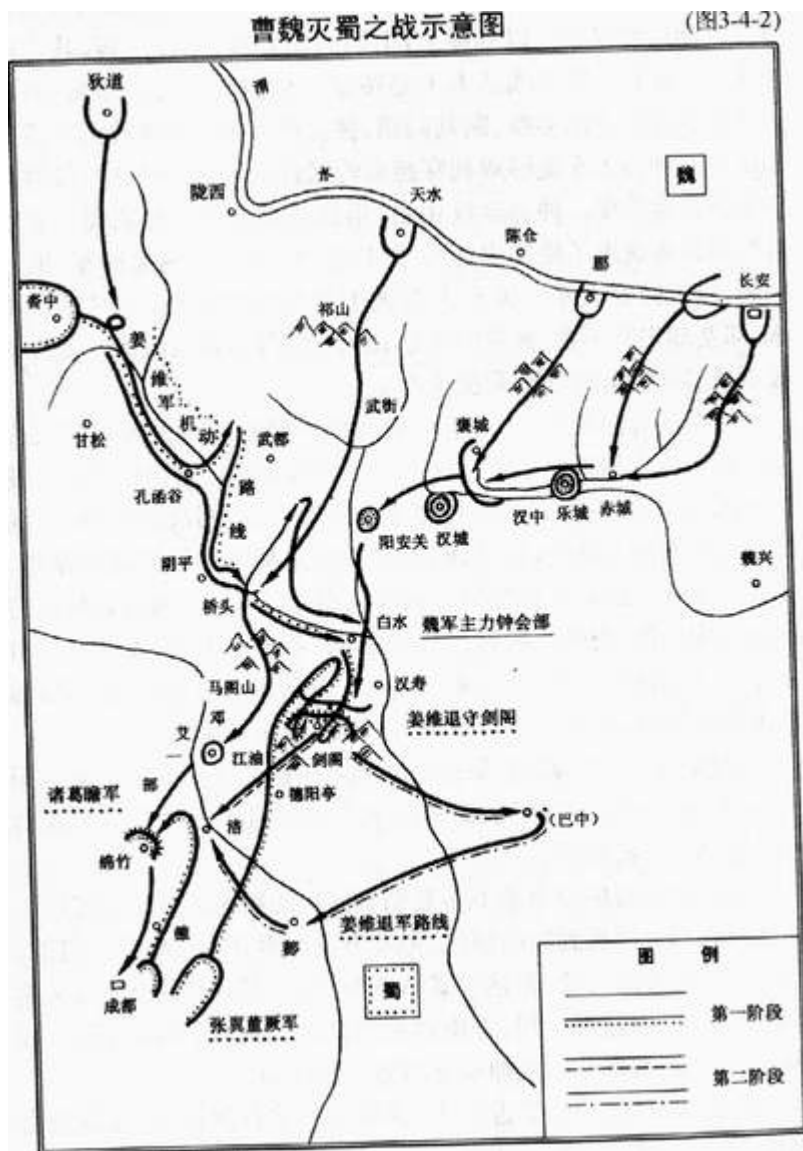 曹魏灭蜀之战示意图
(图3-4-2)
狄道
渭
水
陇西
天水
陈仓
郿
长安
魏
沓中
祁山
姜维军机动路线
武街
甘松
武都
褒城
孔函谷
阳安关
汉城
汉中
乐城
赤城
魏兴
阴平
桥头
白水
魏军主力钟会部
马阁山
汉寿
姜维退守剑阁
邓艾部
江油
剑阁
德阳亭
诸葛瞻军
(巴中)
绵竹
涪
雒
姜维退军路线
成都
蜀
张翼董厥军
图 例
第一阶段
第二阶段